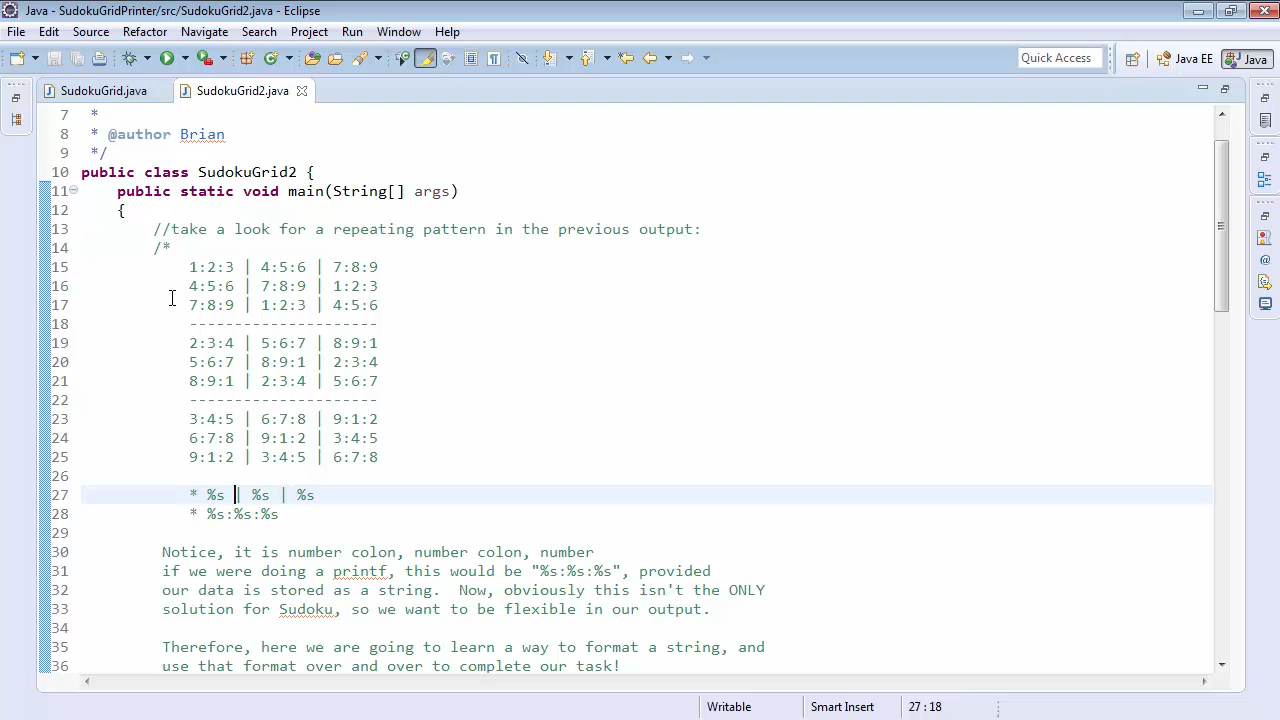 Java - SudokuGridPrinter/src/SudokuGrid2.java - Eclipse
File Edit Source Refactor Navigate Search Project Run Window Help
Quick Access Java EE Java
SudokuGrid.java SudokuGrid2.java
7 *
8 * @author Brian
9 */
10 public class SudokuGrid2 {
11 public static void main(String[] args)
12 {
13 //take a look for a repeating pattern in the previous output:
14 /*
15 1:2:3 | 4:5:6 | 7:8:9
16 4:5:6 | 7:8:9 | 1:2:3
17 7:8:9 | 1:2:3 | 4:5:6
18 ---------------------
19 2:3:4 | 5:6:7 | 8:9:1
20 5:6:7 | 8:9:1 | 2:3:4
21 8:9:1 | 2:3:4 | 5:6:7
22 ---------------------
23 3:4:5 | 6:7:8 | 9:1:2
24 6:7:8 | 9:1:2 | 3:4:5
25 9:1:2 | 3:4:5 | 6:7:8
26
27 * %s | %s | %s
28 * %s:%s:%s
29
30 Notice, it is number colon, number colon, number
31 if we were doing a printf, this would be "%s:%s:%s", provided
32 our data is stored as a string. Now, obviously this isn't the ONLY
33 solution for Sudoku, so we want to be flexible in our output.
34
35 Therefore, here we are going to learn a way to format a string, and
36 use that format over and over to complete our task!
Writable Smart Insert 27 : 18